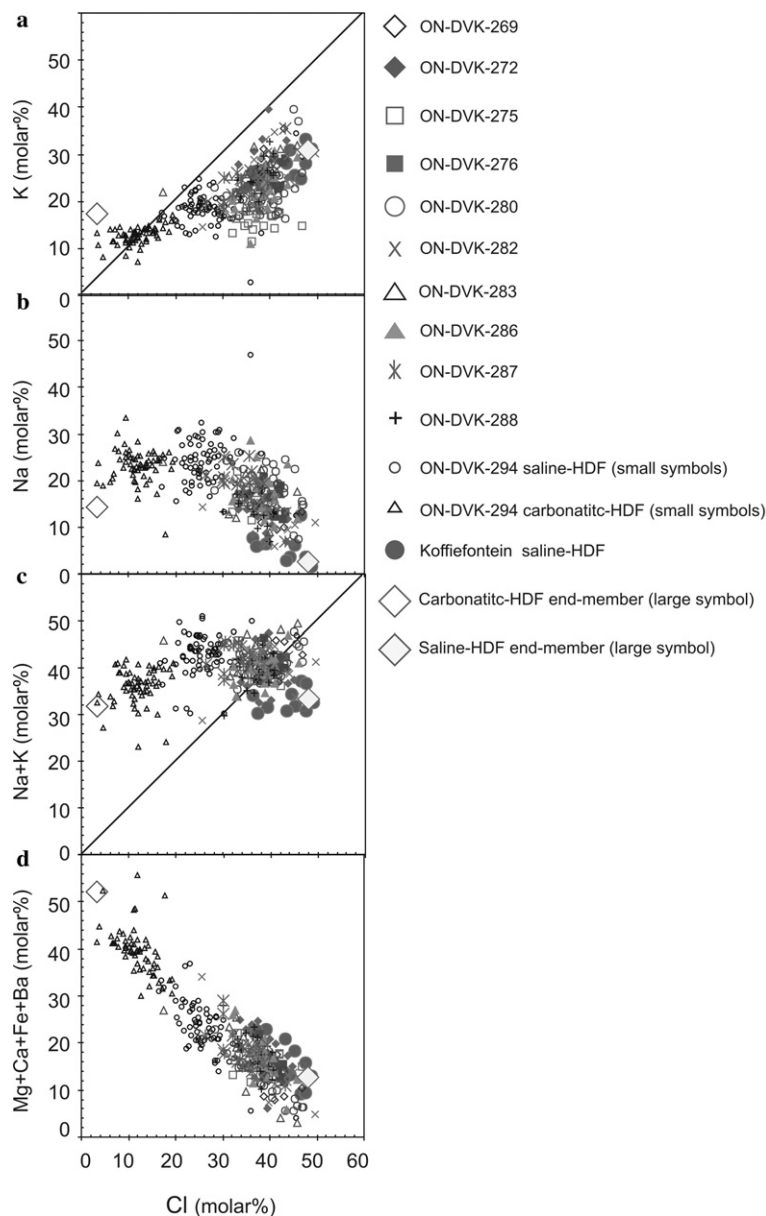 a
50
40
30
20
10
K (molar%)
b
0
50
40
30
20
10
Na (molar%)
c
0
50
40
30
20
10
Na+K (molar%)
d
0
50
40
30
20
10
0
Mg+Ca+Fe+Ba (molar%)
0 10 20 30 40 50 60
Cl (molar%)
ON-DVK-269
ON-DVK-272
ON-DVK-275
ON-DVK-276
ON-DVK-280
ON-DVK-282
ON-DVK-283
ON-DVK-286
ON-DVK-287
ON-DVK-288
ON-DVK-294 saline-HDF (small symbols)
ON-DVK-294 carbonatitc-HDF (small symbols)
Koffiefontein saline-HDF
Carbonatitc-HDF end-member (large symbol)
Saline-HDF end-member (large symbol)